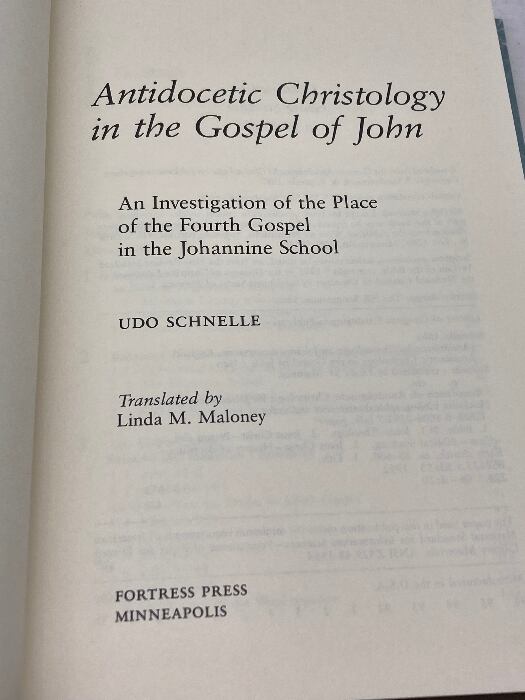 Antidocetic Christology
in the Gospel of John
An Investigation of the Place
of the Fourth Gospel
in the Johannine School
UDO SCHNELLE
Translated by
Linda M. Maloney
FORTRESS PRESS
MINNEAPOLIS